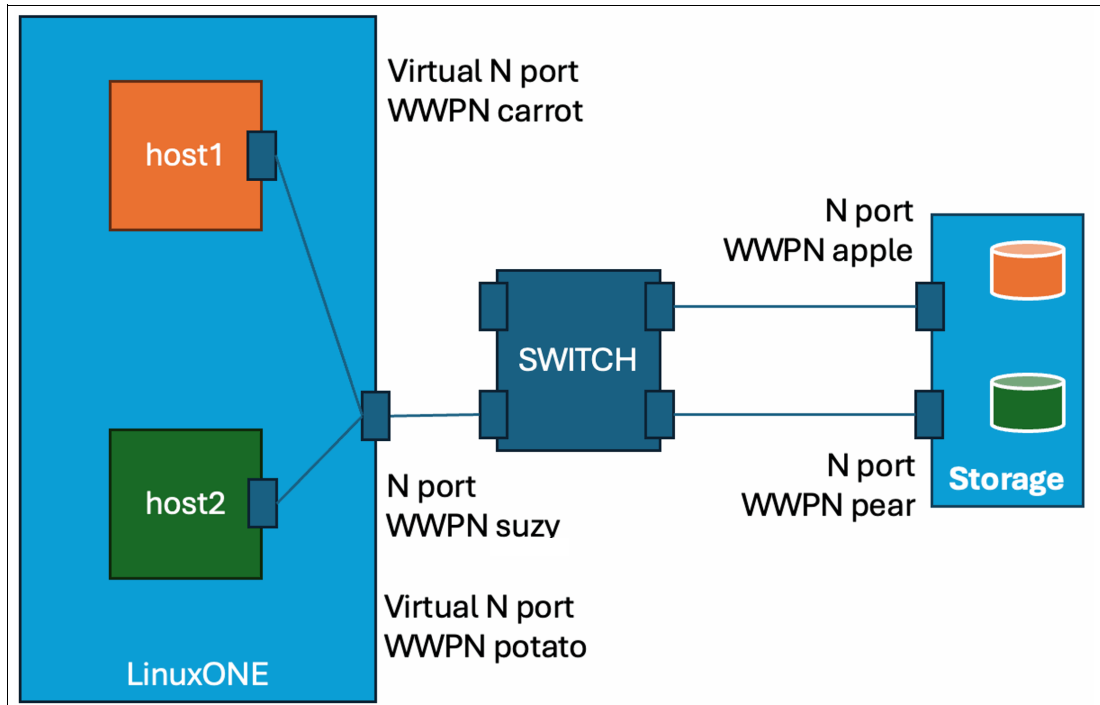 Virtual N port
WWPN carrot
host1
N port
WWPN apple
SWITCH
host2
N port
WWPN suzy
N port
WWPN pear
Storage
Virtual N port
WWPN potato
LinuxONE